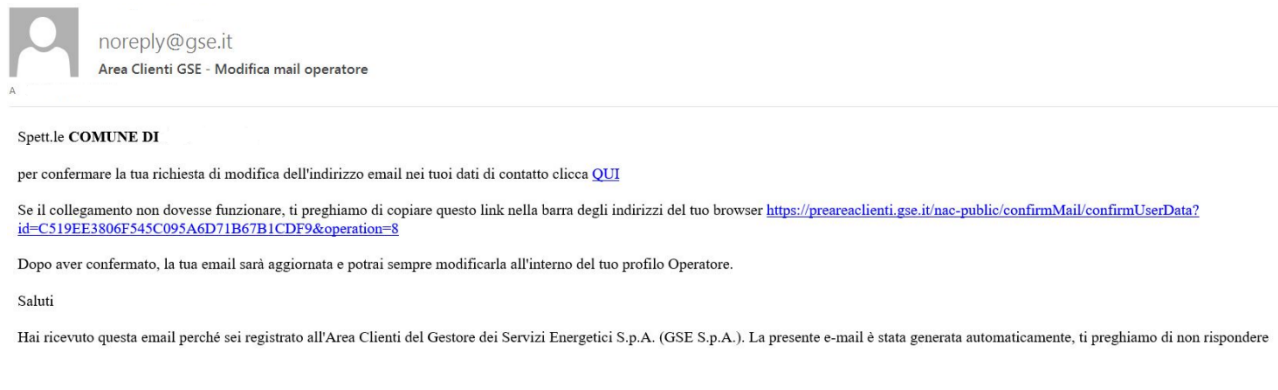 noreply@gse.it
Area Clienti GSE - Modifica mail operatore
A
Spett.le COMUNE DI
per confermare la tua richiesta di modifica dell'indirizzo email nei tuoi dati di contatto clicca QUI
Se il collegamento non dovesse funzionare, ti preghiamo di copiare questo link nella barra degli indirizzi del tuo browser https://preareaclienti.gse.it/nac-public/confirmMail/confirmUserData?
id=C519EE3806F545C095A6D71B67B1CDF9&operation=8
Dopo aver confermato, la tua email sarà aggiornata e potrai sempre modificarla all'interno del tuo profilo Operatore.
Saluti
Hai ricevuto questa email perché sei registrato all'Area Clienti del Gestore dei Servizi Energetici S.p.A. (GSE S.p.A.). La presente e-mail è stata generata automaticamente, ti preghiamo di non rispondere